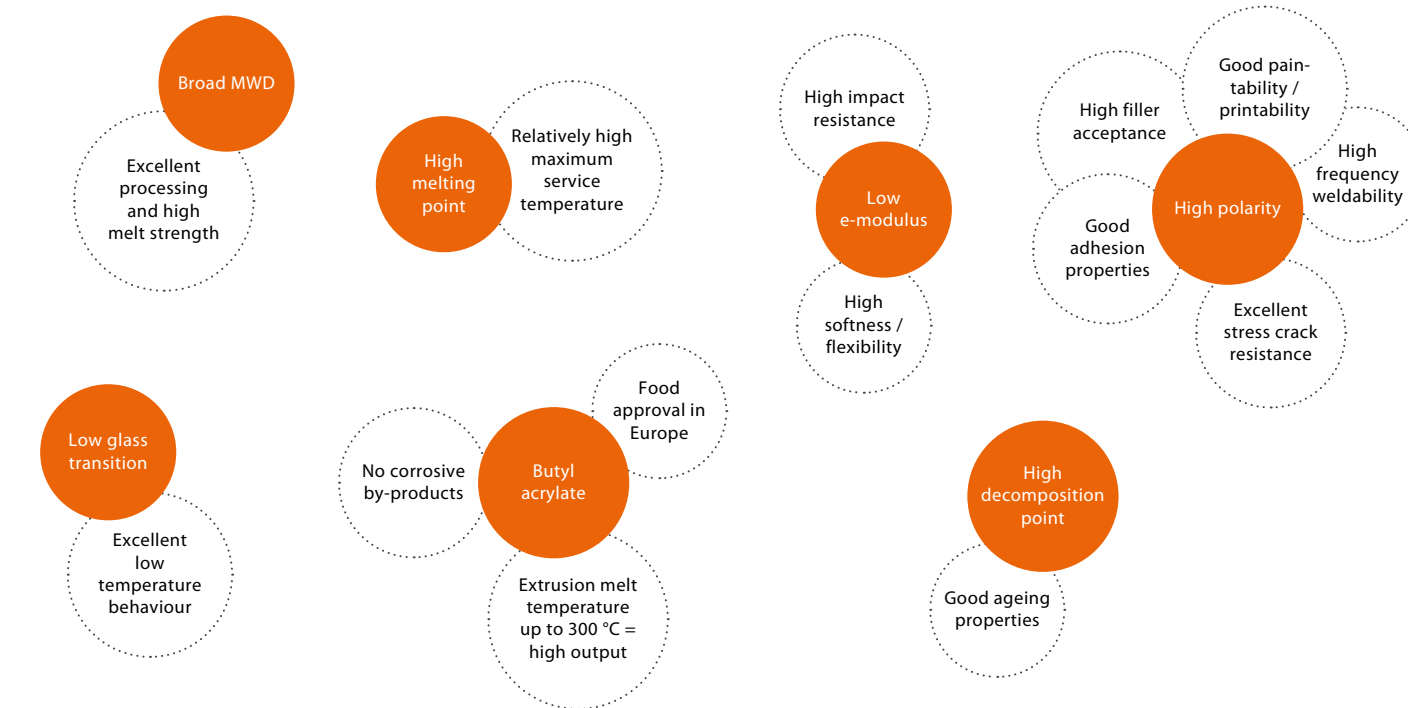 Broad MWD
Excellent
processing
and high
melt strength
High
melting
point
Relatively high
maximum
service
temperature
High impact
resistance
Low
e-modulus
High
softness /
flexibility
High filler
acceptance
Good pain-
tability /
printability
High
frequency
weldability
High polarity
Good
adhesion
properties
Excellent
stress crack
resistance
Low glass
transition
Excellent
low
temperature
behaviour
No corrosive
by-products
Butyl
acrylate
Food
approval in
Europe
Extrusion melt
temperature
up to 300 °C =
high output
High
decomposition
point
Good ageing
properties